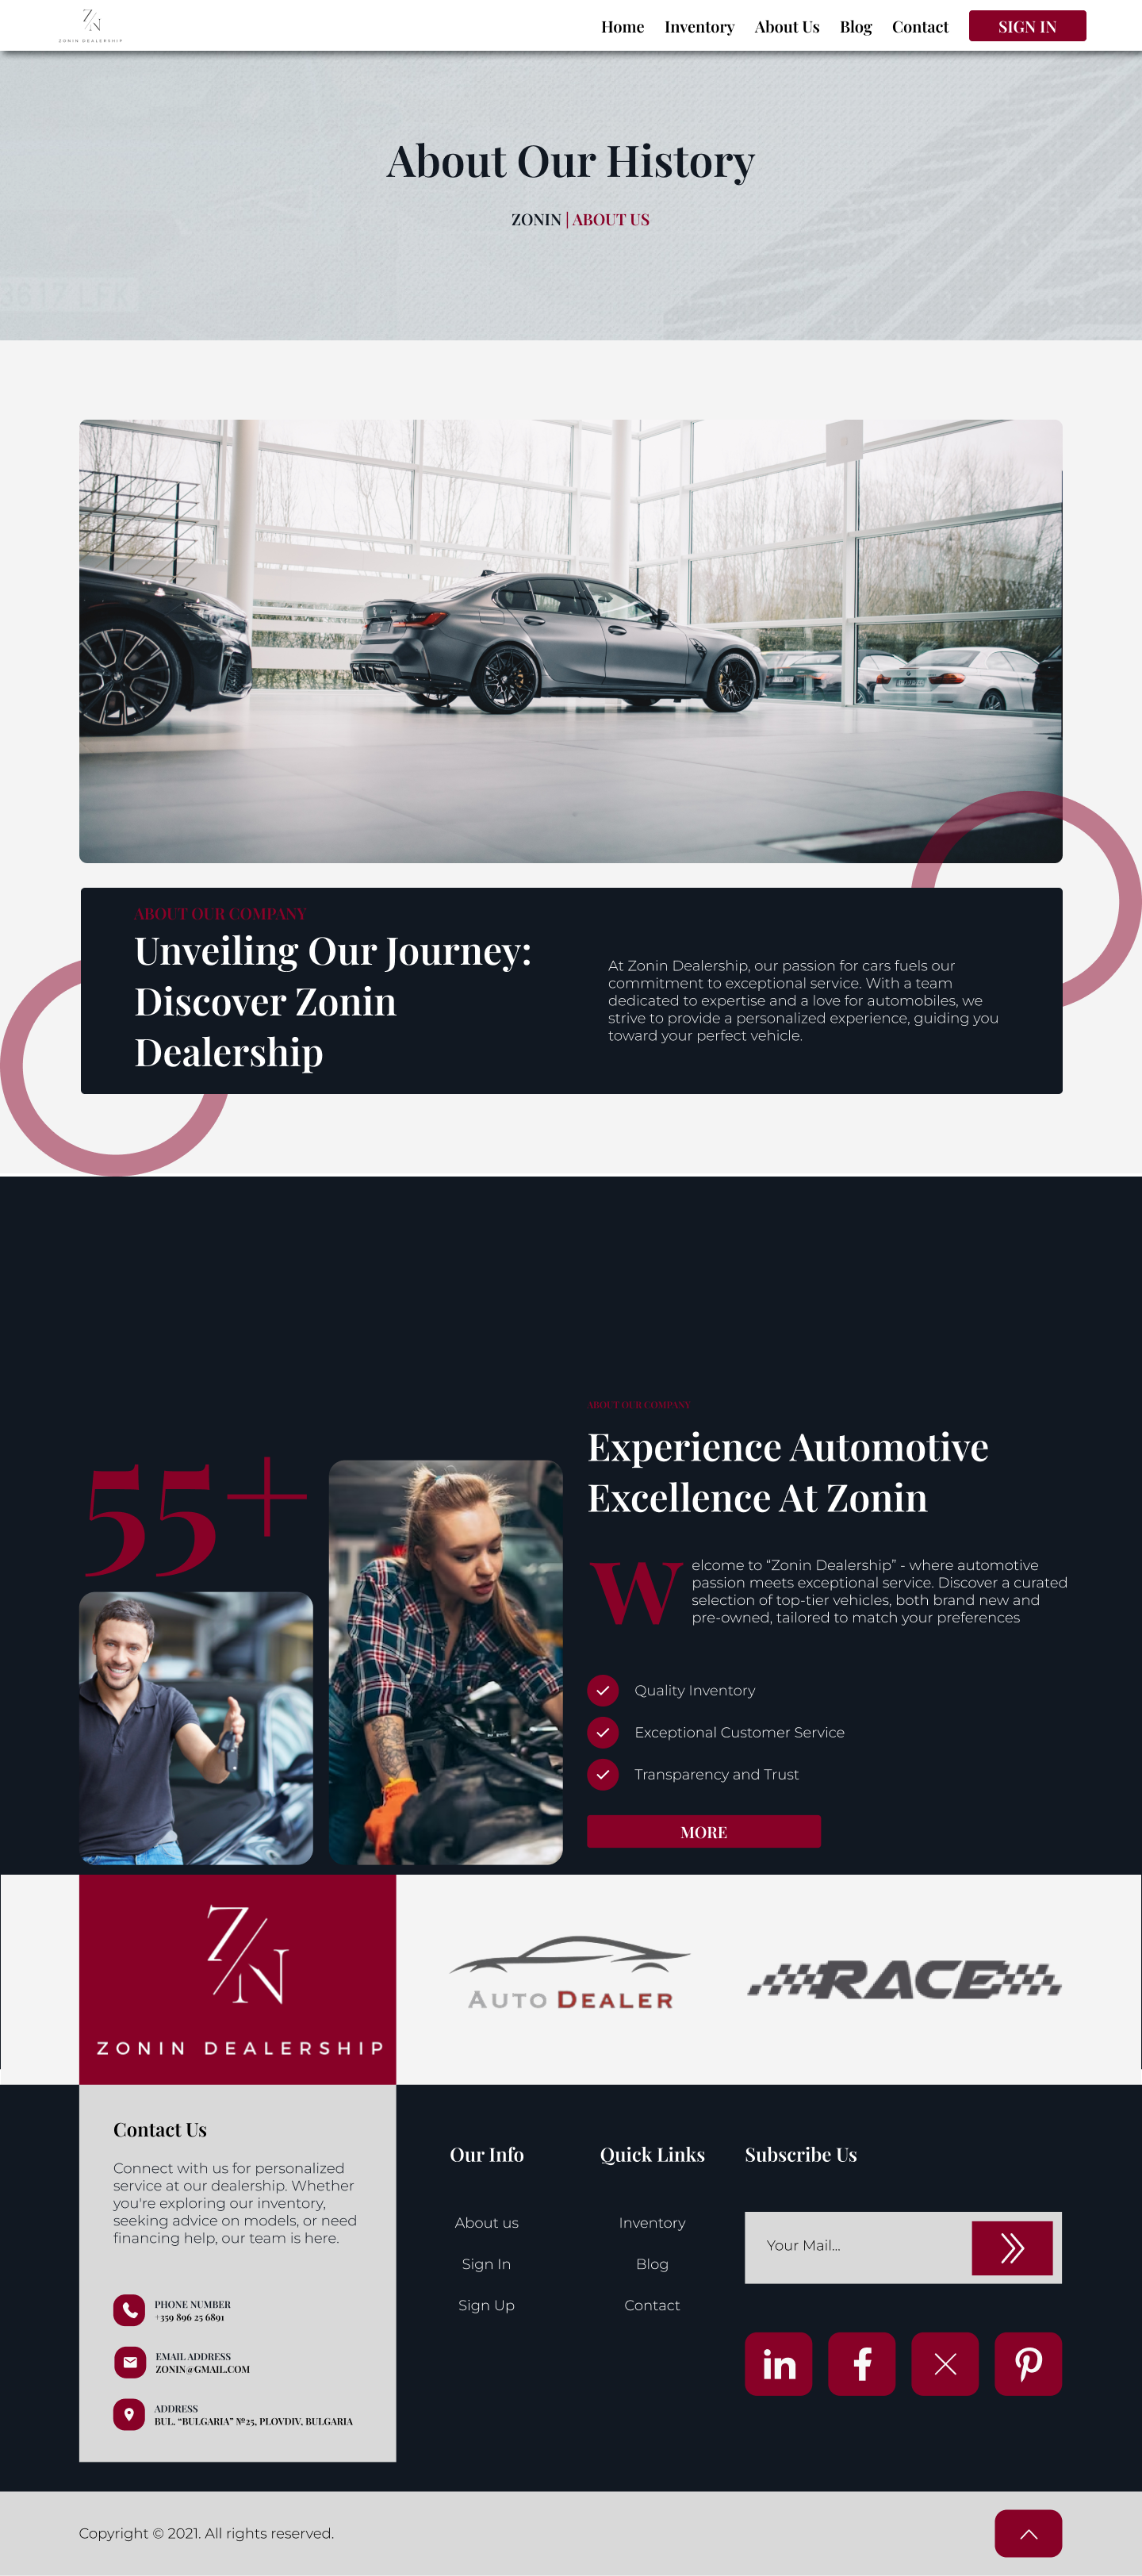 ZN
ZONIN DEALERSHIP
Home Inventory About Us Blog Contact SIGN IN
About Our History
ZONIN | ABOUT US
3617 LFK
ABOUT OUR COMPANY
Unveiling Our Journey:
Discover Zonin
Dealership
At Zonin Dealership, our passion for cars fuels our
commitment to exceptional service. With a team
dedicated to expertise and a love for automobiles, we
strive to provide a personalized experience, guiding you
toward your perfect vehicle.
55+
ABOUT OUR COMPANY
Experience Automotive
Excellence At Zonin
Welcome to “Zonin Dealership” - where automotive
passion meets exceptional service. Discover a curated
selection of top-tier vehicles, both brand new and
pre-owned, tailored to match your preferences
Quality Inventory
Exceptional Customer Service
Transparency and Trust
MORE
ZN
ZONIN DEALERSHIP
AUTO DEALER
RACE
Contact Us
Connect with us for personalized
service at our dealership. Whether
you're exploring our inventory,
seeking advice on models, or need
financing help, our team is here.
PHONE NUMBER
+359 896 25 6891
EMAIL ADDRESS
ZONIN@GMAIL.COM
ADDRESS
BUL. “BULGARIA” №25, PLOVDIV, BULGARIA
Our Info
About us
Sign In
Sign Up
Quick Links
Inventory
Blog
Contact
Subscribe Us
Your Mail...
in f
Copyright © 2021. All rights reserved.